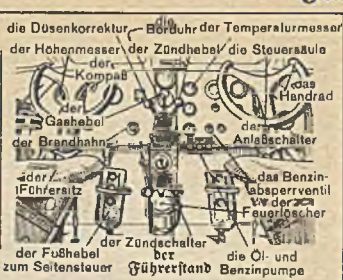 die Düsenkorrektur die Borduhr der Temperaturmesser
der Höhenmesser der Zündhebel die Steuersäule
der Kompaß
das Handrad
der Gashebel
der Anlaßschalter
der Brandhahn
der Führersitz
das Benzinabsperrventil
der Feuerlöscher
der Fußhebel zum Seitensteuer
der Zündschalter
die Öl- und Benzinpumpe
der Führerstand